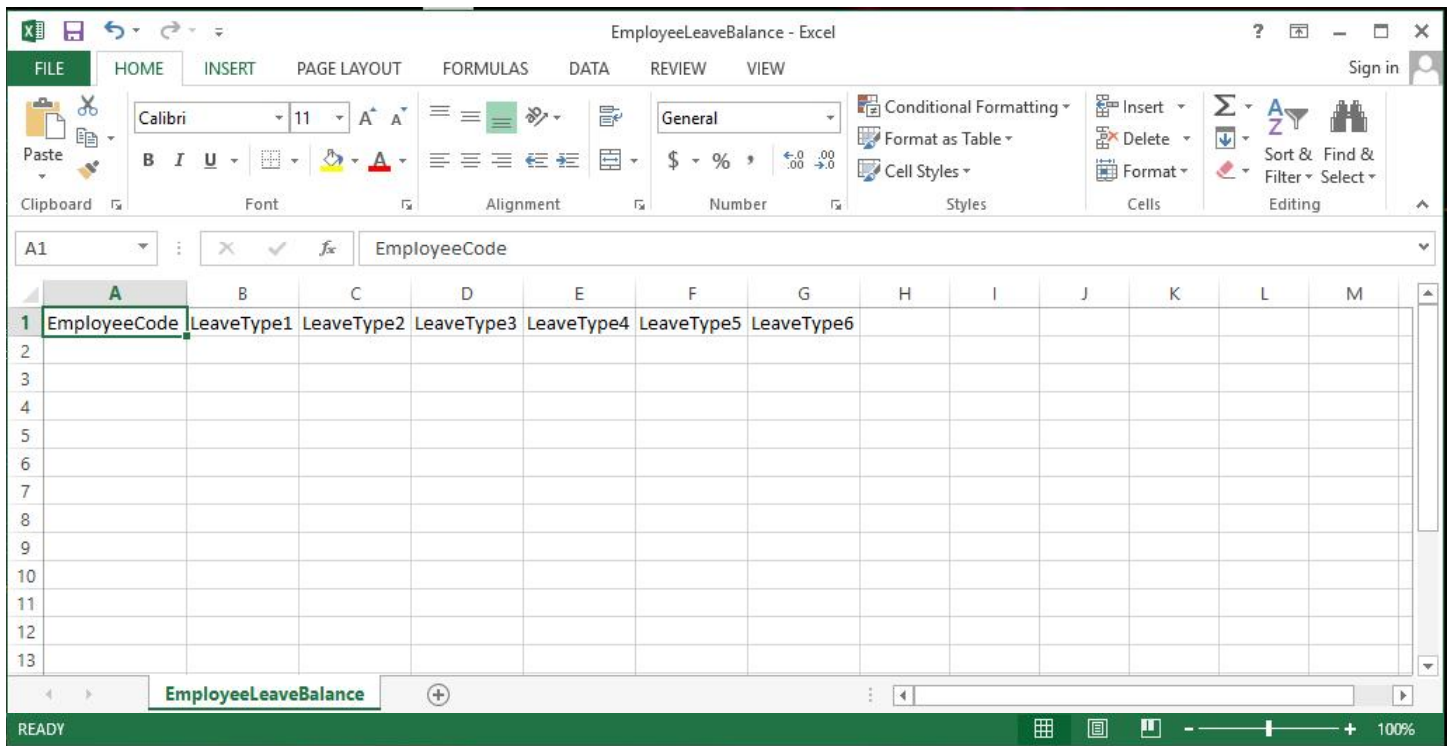 EmployeeLeaveBalance - Excel
?
FILE HOME INSERT PAGE LAYOUT FORMULAS DATA REVIEW VIEW Sign in
Calibri 11 A A General Conditional Formatting Insert
Format as Table Delete
Paste B I U A $ % , .00 .00 Cell Styles Format Sort & Find &
Filter Select
Clipboard Font Alignment Number Styles Cells Editing
A1 fx EmployeeCode
A B C D E F G H I J K L M
1 EmployeeCode LeaveType1 LeaveType2 LeaveType3 LeaveType4 LeaveType5 LeaveType6
2
3
4
5
6
7
8
9
10
11
12
13
EmployeeLeaveBalance
READY 100%